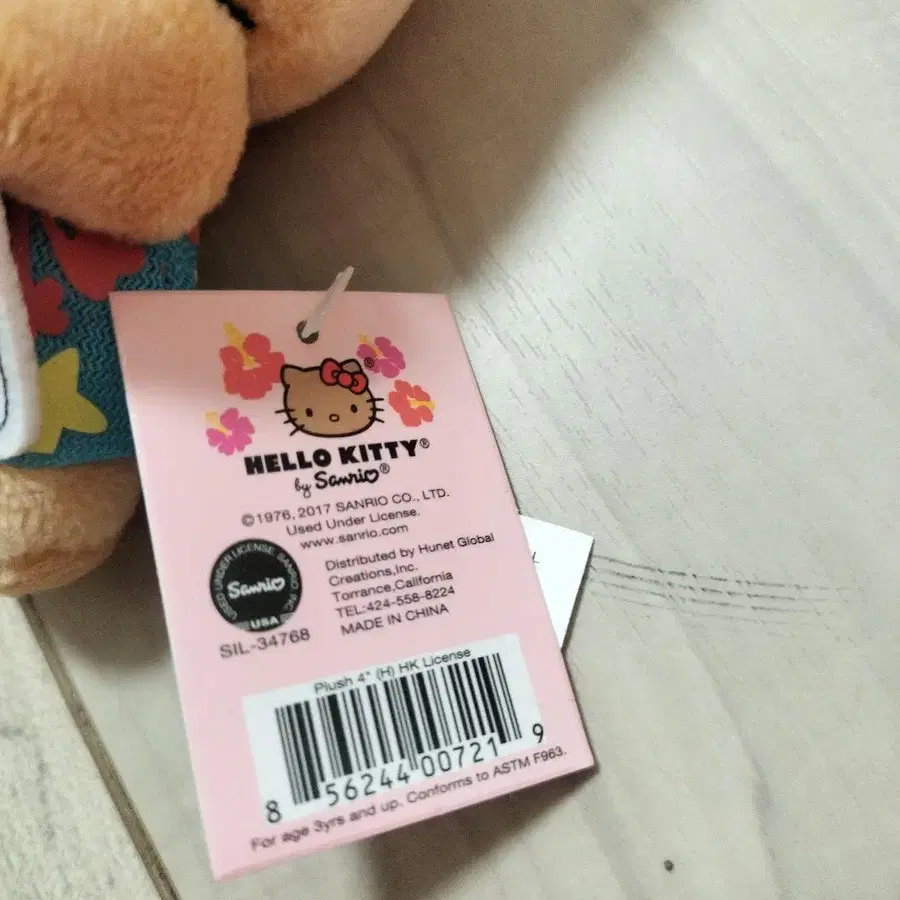 HELLO KITTY®
by Sanrio®
©1976, 2017 SANRIO CO., LTD.
Used Under License.
www.sanrio.com
USED UNDER LICENSE SANRIO INC
Sanrio
USA
SIL-34768
Distributed by Hunet Global
Creations,Inc.
Torrance,California
TEL:424-558-8224
MADE IN CHINA
Plush 4" (H) HK License
8 56244 00721 9
For age 3yrs and up. Conforms to ASTM F963.